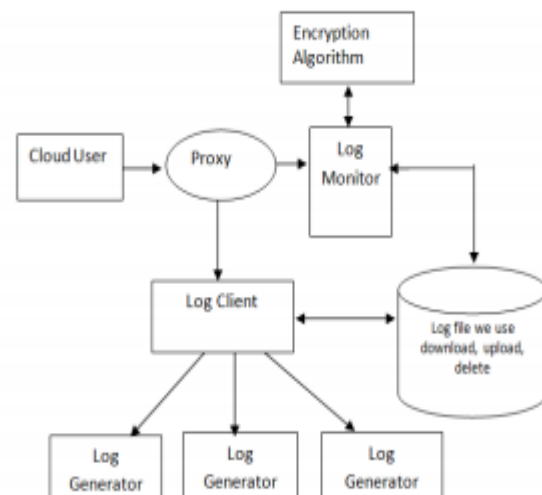 Encryption
Algorithm
Cloud User
Proxy
Log
Monitor
Log Client
Log file we use
download, upload,
delete
Log
Generator
Log
Generator
Log
Generator